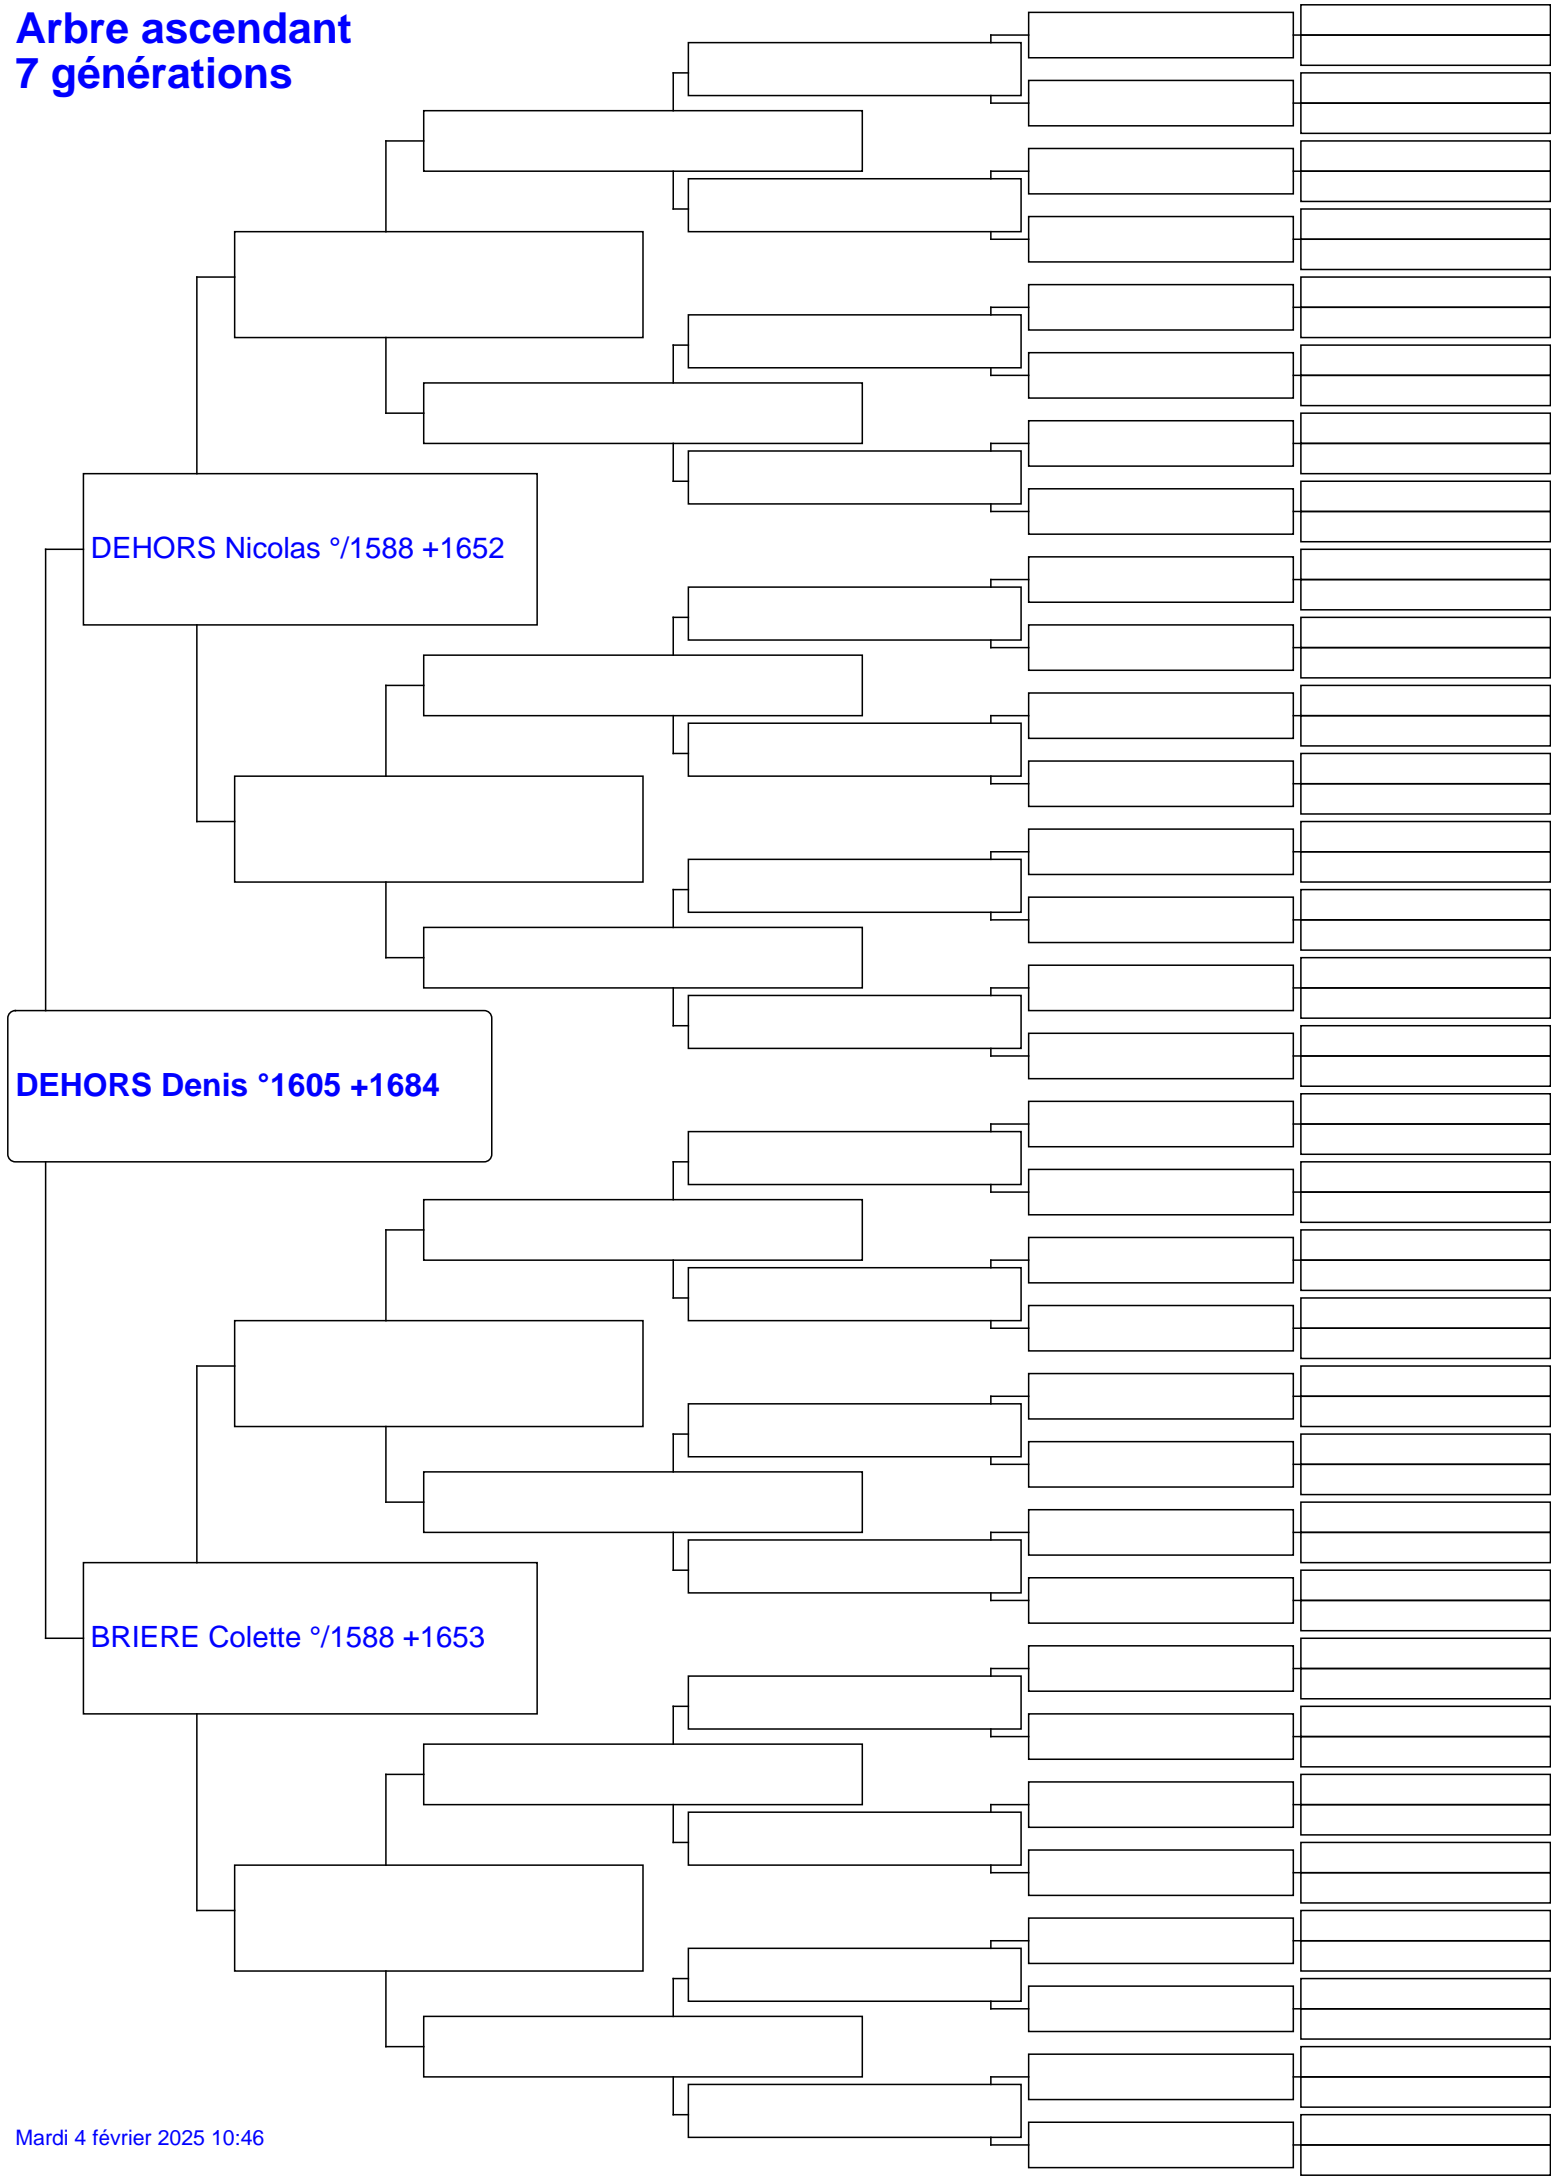 Arbre ascendant
7 générations
DEHORS Nicolas °/1588 +1652
DEHORS Denis °1605 +1684
BRIERE Colette °/1588 +1653
Mardi 4 février 2025 10:46